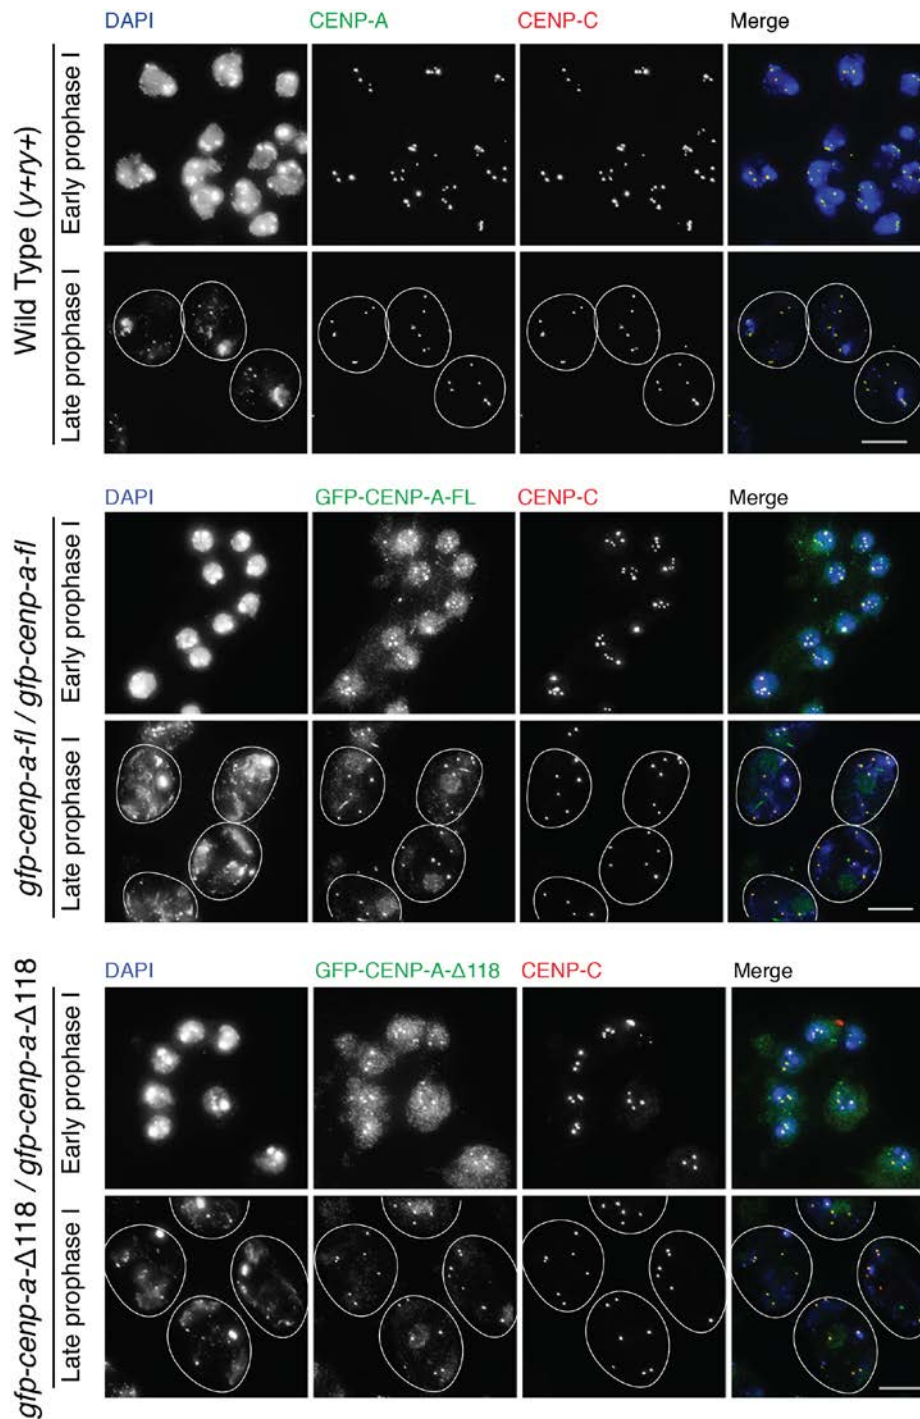 DAPI CENP-A CENP-C Merge
Wild Type (y+ry+)
Early prophase I
Late prophase I
DAPI GFP-CENP-A-FL CENP-C Merge
gfp-cenp-a-fl / gfp-cenp-a-fl
Early prophase I
Late prophase I
DAPI GFP-CENP-A-Δ118 CENP-C Merge
gfp-cenp-a-Δ118 / gfp-cenp-a-Δ118
Early prophase I
Late prophase I